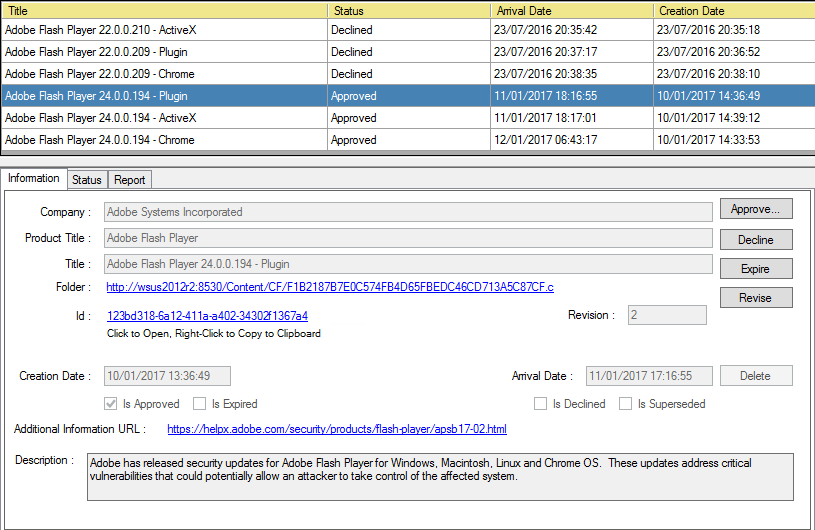 Title Status Arrival Date Creation Date
Adobe Flash Player 22.0.0.210 - ActiveX Declined 23/07/2016 20:35:42 23/07/2016 20:35:18
Adobe Flash Player 22.0.0.209 - Plugin Declined 23/07/2016 20:37:17 23/07/2016 20:36:52
Adobe Flash Player 22.0.0.209 - Chrome Declined 23/07/2016 20:38:35 23/07/2016 20:38:10
Adobe Flash Player 24.0.0.194 - Plugin Approved 11/01/2017 18:16:55 10/01/2017 14:36:49
Adobe Flash Player 24.0.0.194 - ActiveX Approved 11/01/2017 18:17:01 10/01/2017 14:39:12
Adobe Flash Player 24.0.0.194 - Chrome Approved 12/01/2017 06:43:17 10/01/2017 14:33:53
Information Status Report
Company : Adobe Systems Incorporated Approve...
Product Title : Adobe Flash Player Decline
Title : Adobe Flash Player 24.0.0.194 - Plugin Expire
Folder : http://wsus2012r2:8530/Content/CF/F1B2187B7E0C574FB4D65FBEDC46CD713A5C87CF.c Revise
Id : 123bd318-6a12-411a-a402-34302f1367a4 Revision : 2
Click to Open, Right-Click to Copy to Clipboard
Creation Date : 10/01/2017 13:36:49 Arrival Date : 11/01/2017 17:16:55 Delete
Is Approved Is Expired Is Declined Is Superseded
Additional Information URL : https://helpx.adobe.com/security/products/flash-player/apsb17-02.html
Description : Adobe has released security updates for Adobe Flash Player for Windows, Macintosh, Linux and Chrome OS. These updates address critical
vulnerabilities that could potentially allow an attacker to take control of the affected system.